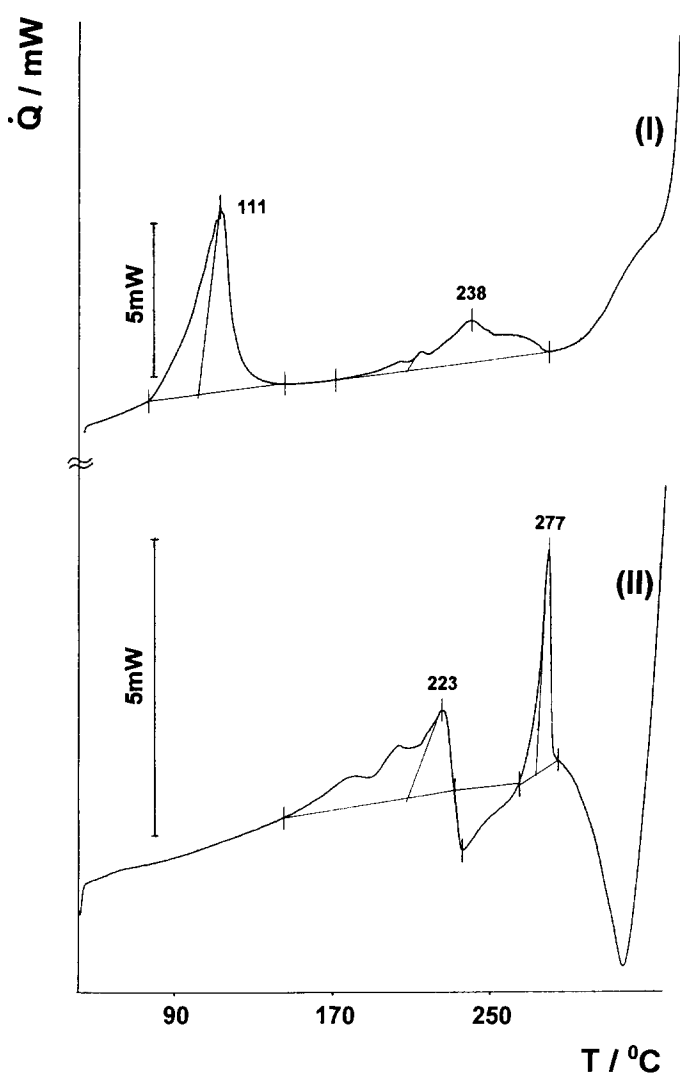 Q̇ / mW
(I)
111
5mW
238
277
(II)
5mW
223
90 170 250
T / ⁰C